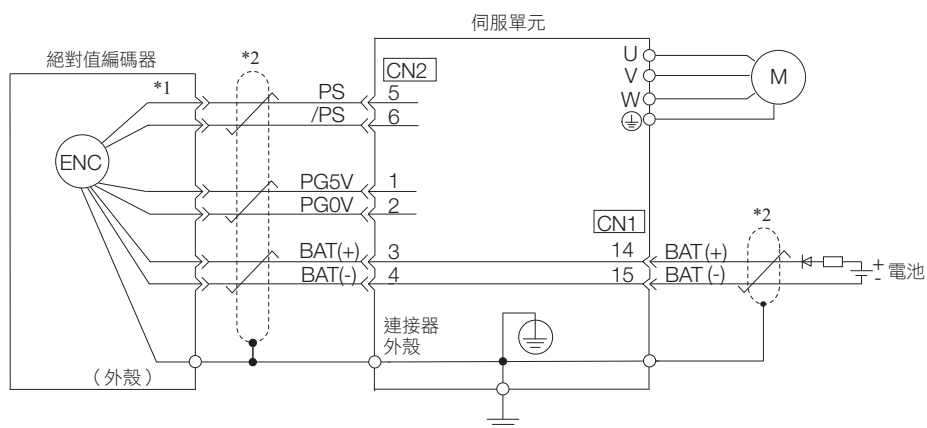 伺服單元
絕對值編碼器
*1
*2
CN2
U
V
W
M
PS
5
/PS
6
ENC
PG5V
1
PG0V
2
CN1
*2
BAT(+)
3
14
BAT(+)
BAT(-)
4
15
BAT (-)
+
-
電池
連接器
外殼
（外殼）